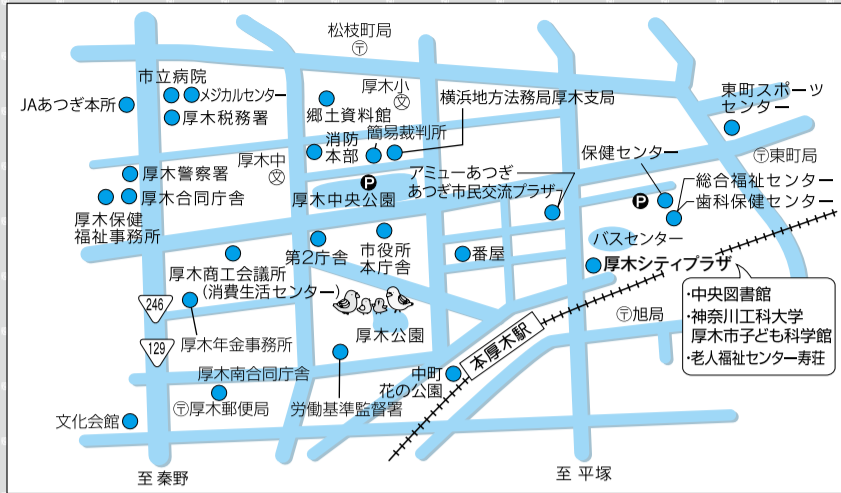 松枝町局
〒
市立病院
メジカルセンター
JAあつぎ本所
厚木税務署
厚木小
文
郷土資料館
横浜地方法務局厚木支局
東町スポーツ
センター
消防
本部
簡易裁判所
厚木中
文
〒東町局
保健センター
厚木警察署
厚木合同庁舎
厚木保健
福祉事務所
P
厚木中央公園
アミューあつぎ
あつぎ市民交流プラザ
P
総合福祉センター
歯科保健センター
バスセンター
第2庁舎
市役所
本庁舎
番屋
厚木シティプラザ
・中央図書館
・神奈川工科大学
厚木市子ども科学館
・老人福祉センター寿荘
厚木商工会議所
(消費生活センター)
246
129
厚木年金事務所
厚木公園
本厚木駅
〒旭局
厚木南合同庁舎
〒厚木郵便局
労働基準監督署
中町
花の公園
文化会館
至 秦野
至 平塚